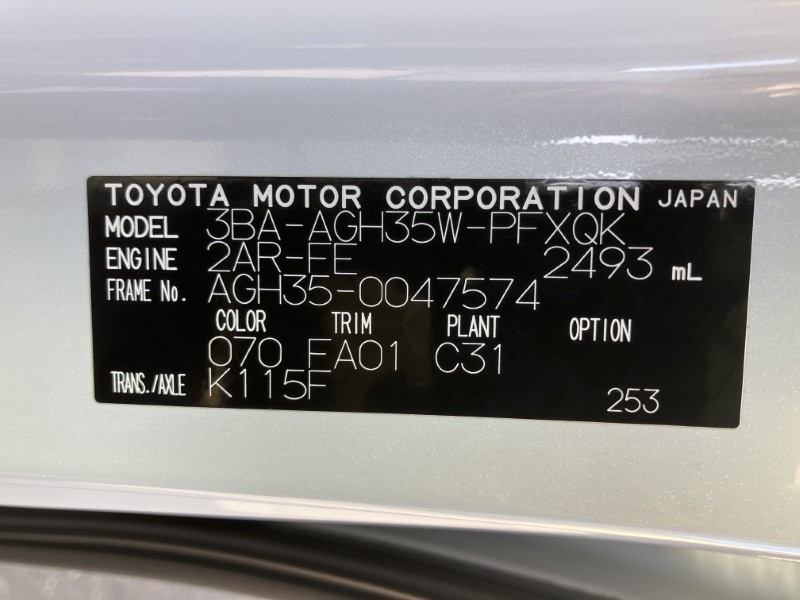 TOYOTA MOTOR CORPORATION JAPAN
MODEL 3BA-AGH35W-PFXQK
ENGINE 2AR-FE 2493 mL
FRAME No. AGH35-0047574
COLOR TRIM PLANT OPTION
070 EA01 C31
TRANS./AXLE K115F
253